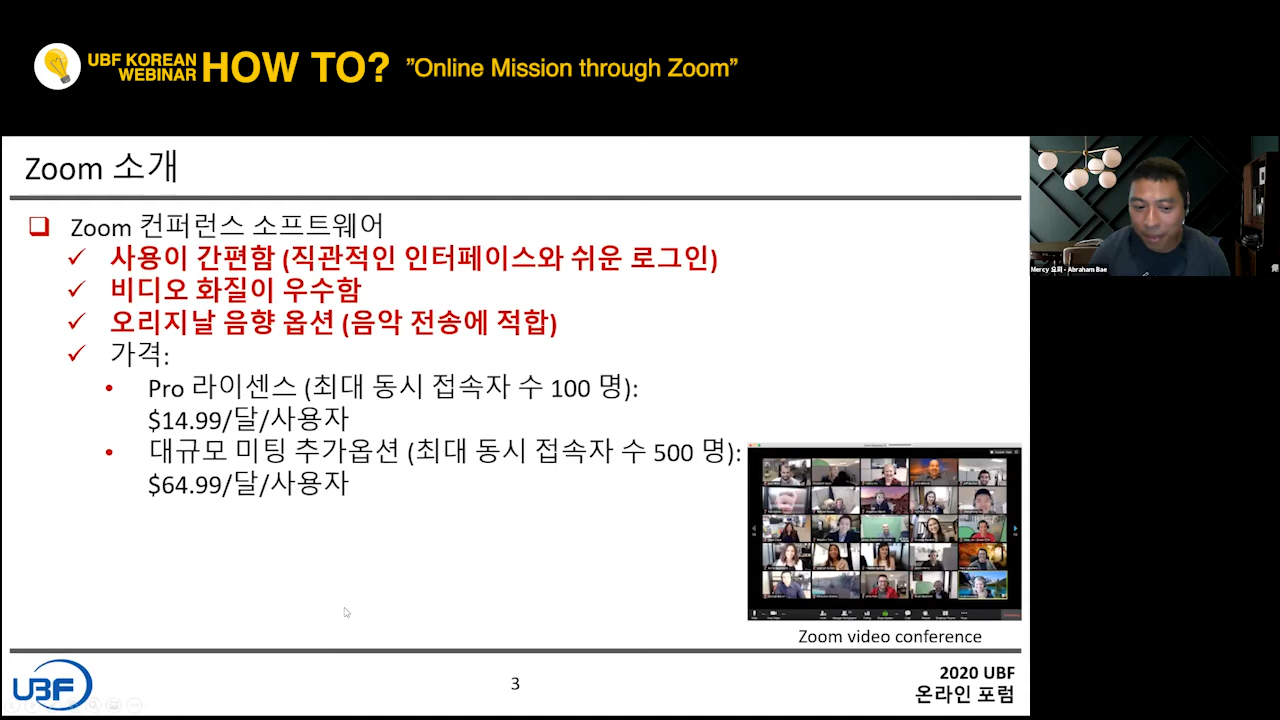 UBF KOREAN
WEBINAR
HOW TO?
”Online Mission through Zoom”
Zoom 소개
Zoom 컨퍼런스 소프트웨어
사용이 간편함 (직관적인 인터페이스와 쉬운 로그인)
비디오 화질이 우수함
오리지날 음향 옵션 (음악 전송에 적합)
가격:
Pro 라이센스 (최대 동시 접속자 수 100 명):
$14.99/달/사용자
대규모 미팅 추가옵션 (최대 동시 접속자 수 500 명):
$64.99/달/사용자
Zoom video conference
UBF
3
2020 UBF
온라인 포럼
Mercy 요회 - Abraham Bae